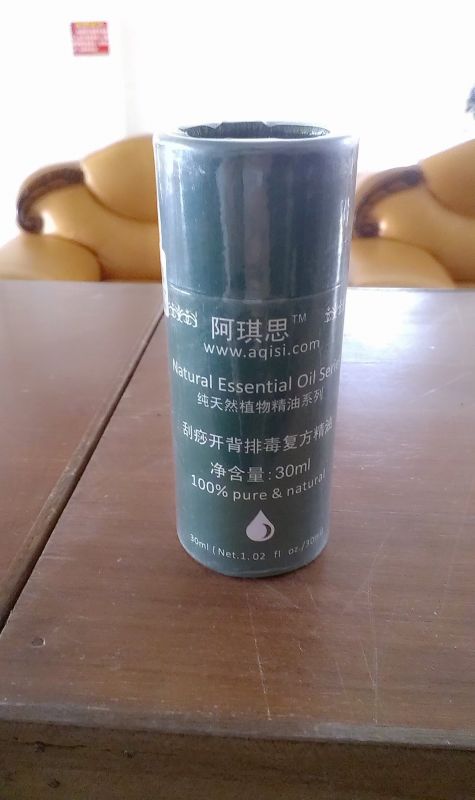 阿琪思™
www.aqisi.com
Natural Essential Oil Serie
纯天然植物精油系列
刮痧开背排毒复方精油
净含量:30ml
100% pure & natural
30ml (Net.1.02 fl oz./30ml)